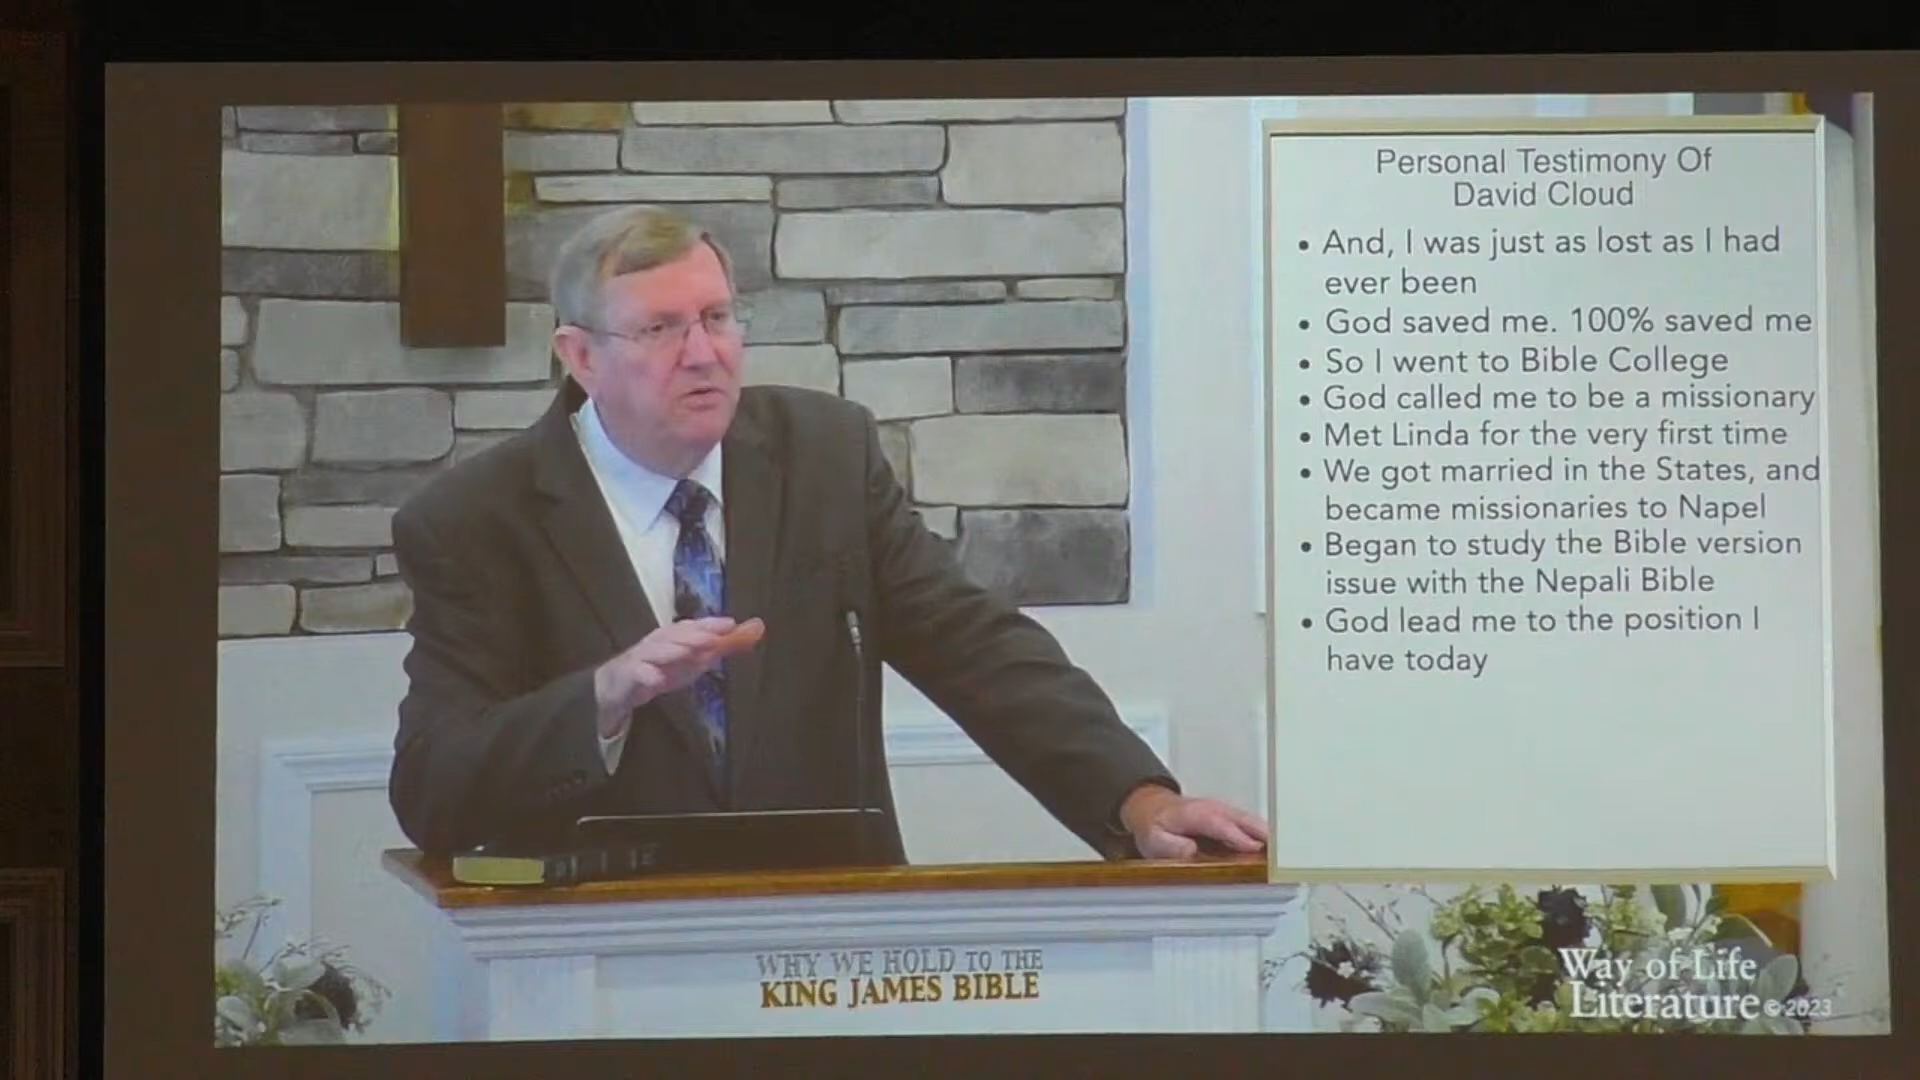 Personal Testimony Of
David Cloud
• And, I was just as lost as I had
ever been
• God saved me. 100% saved me
• So I went to Bible College
• God called me to be a missionary
• Met Linda for the very first time
• We got married in the States, and
became missionaries to Napel
• Began to study the Bible version
issue with the Nepali Bible
• God lead me to the position I
have today
WHY WE HOLD TO THE
KING JAMES BIBLE
Way of Life
Literature © 2023